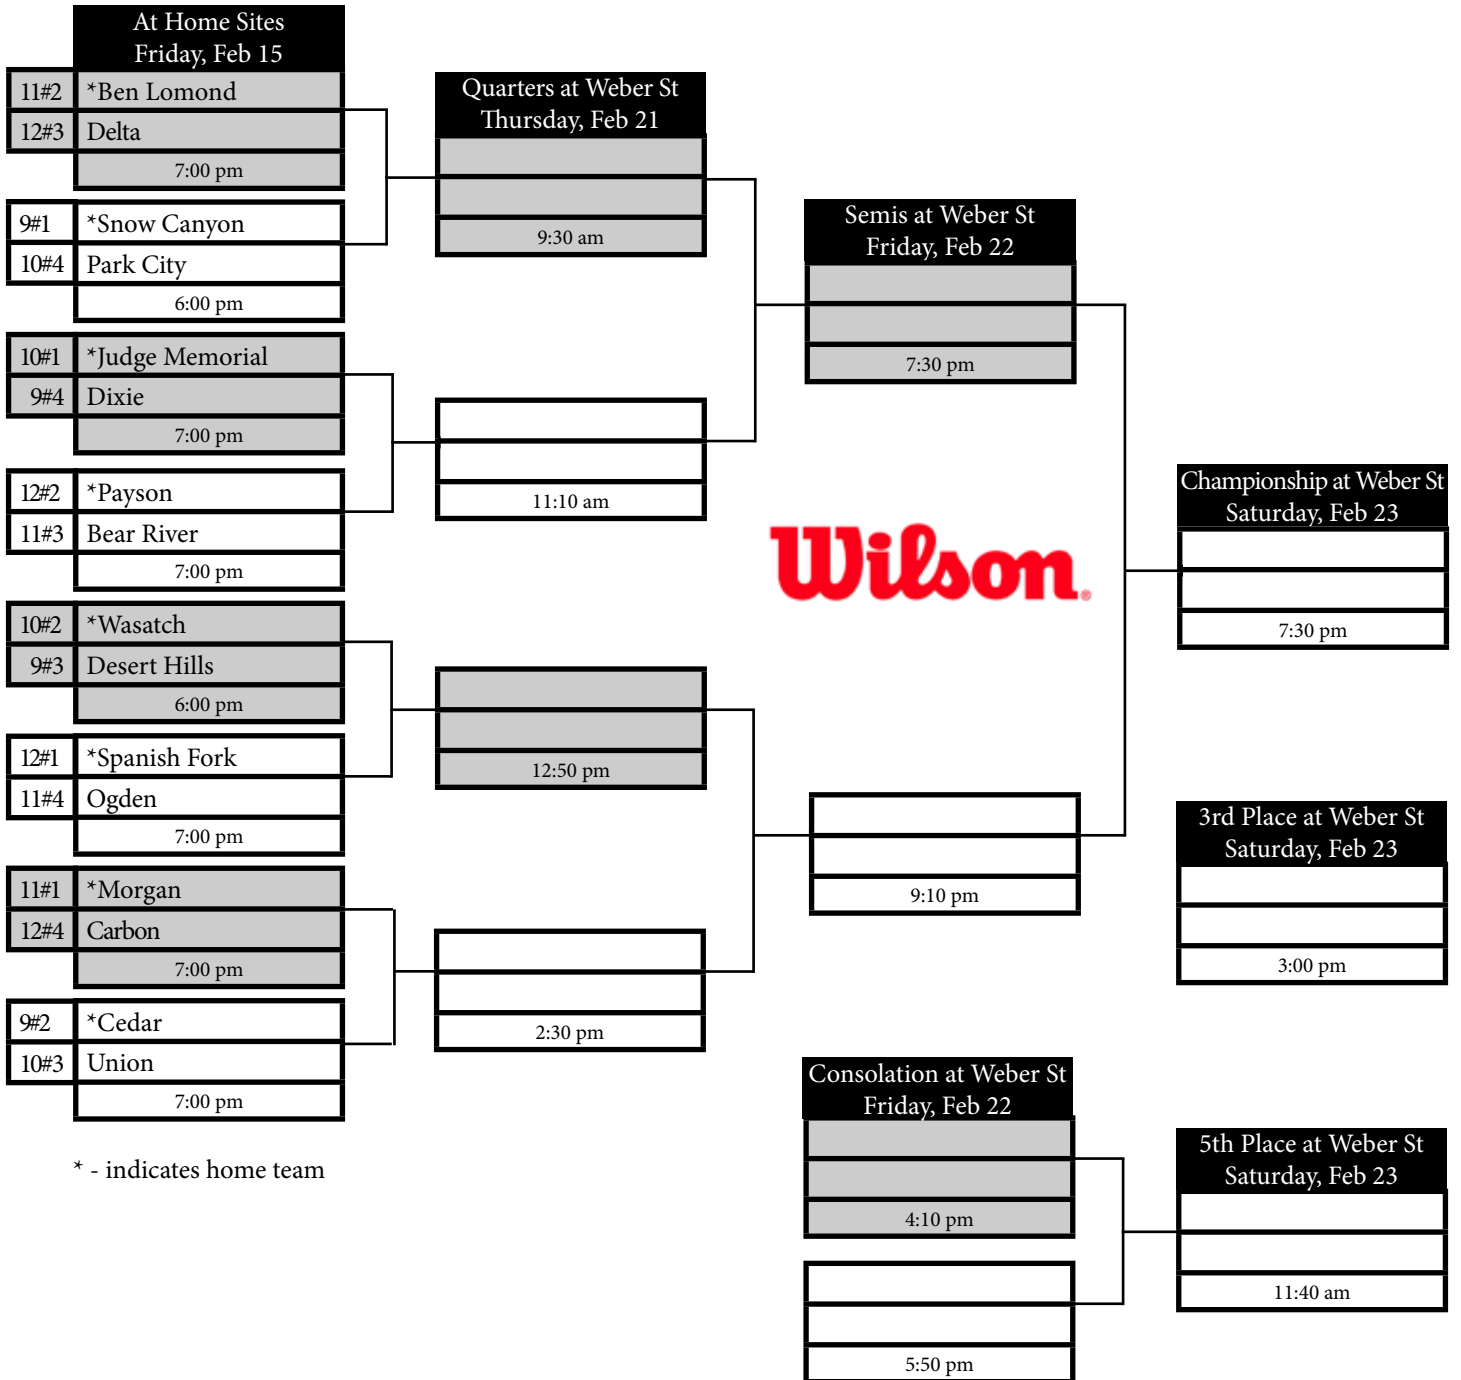 At Home Sites
Friday, Feb 15
11#2 *Ben Lomond
12#3 Delta
7:00 pm
9#1 *Snow Canyon
10#4 Park City
6:00 pm
10#1 *Judge Memorial
9#4 Dixie
7:00 pm
12#2 *Payson
11#3 Bear River
7:00 pm
10#2 *Wasatch
9#3 Desert Hills
6:00 pm
12#1 *Spanish Fork
11#4 Ogden
7:00 pm
11#1 *Morgan
12#4 Carbon
7:00 pm
9#2 *Cedar
10#3 Union
7:00 pm
* - indicates home team
Quarters at Weber St
Thursday, Feb 21
9:30 am
11:10 am
12:50 pm
2:30 pm
Semis at Weber St
Friday, Feb 22
7:30 pm
Wilson®
9:10 pm
Consolation at Weber St
Friday, Feb 22
4:10 pm
5:50 pm
Championship at Weber St
Saturday, Feb 23
7:30 pm
3rd Place at Weber St
Saturday, Feb 23
3:00 pm
5th Place at Weber St
Saturday, Feb 23
11:40 am